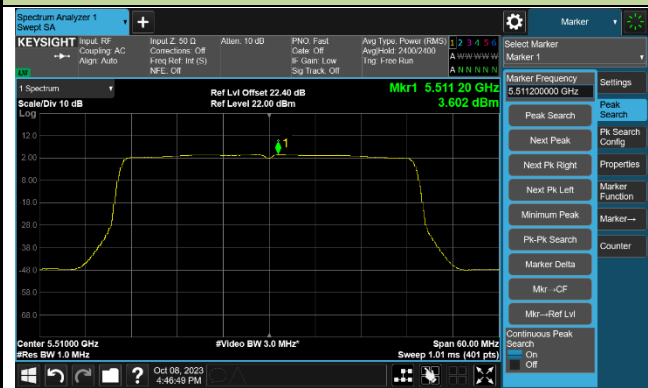 Spectrum Analyzer 1
Swept SA
Marker
KEYSIGHT
Input: RF
Coupling: AC
Align: Auto
Input Z: 50 Ω
Corrections: Off
Freq Ref: Int (S)
NFE: Off
Atten: 10 dB
PNO: Fast
Gate: Off
IF Gain: Low
Sig Track: Off
Avg Type: Power (RMS)
Avg|Hold: 2400/2400
Trig: Free Run
1 2 3 4 5 6
A W W W W W
A N N N N N
Select Marker
Marker 1
1 Spectrum
Scale/Div 10 dB
Log
Ref Lvl Offset 22.40 dB
Ref Level 22.00 dBm
Mkr1 5.511 20 GHz
3.602 dBm
12.0
2.00
-8.00
-18.0
-28.0
-38.0
-48.0
-58.0
-68.0
1
Center 5.51000 GHz
#Res BW 1.0 MHz
#Video BW 3.0 MHz*
Span 60.00 MHz
Sweep 1.01 ms (401 pts)
Marker Frequency
5.511200000 GHz
Peak Search
Next Peak
Next Pk Right
Next Pk Left
Minimum Peak
Pk-Pk Search
Marker Delta
Mkr→CF
Mkr→Ref Lvl
Continuous Peak
Search
On
Off
Settings
Peak
Search
Pk Search
Config
Properties
Marker
Function
Marker→
Counter
?
Oct 08, 2023
4:46:49 PM